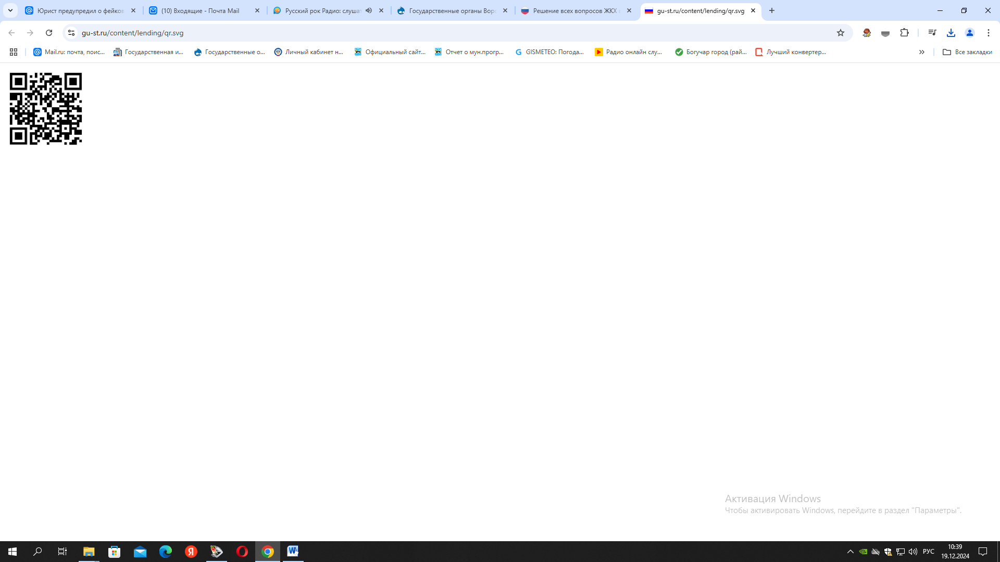 Юрист предупредил о фейков
(10) Входящие - Почта Mail
Русский рок Радио: слушат
Государственные органы Воро
Решение всех вопросов ЖКХ
gu-st.ru/content/lending/qr.svg
gu-st.ru/content/lending/qr.svg
Mail.ru: почта, поис...
Государственная и...
Государственные о...
Личный кабинет н...
Официальный сайт...
Отчет о мун.прогр...
GISMETEO: Погода...
Радио онлайн слу...
Богучар город (рай...
Лучший конвертер...
Все закладки
Активация Windows
Чтобы активировать Windows, перейдите в раздел "Параметры".
РУС
10:39
19.12.2024